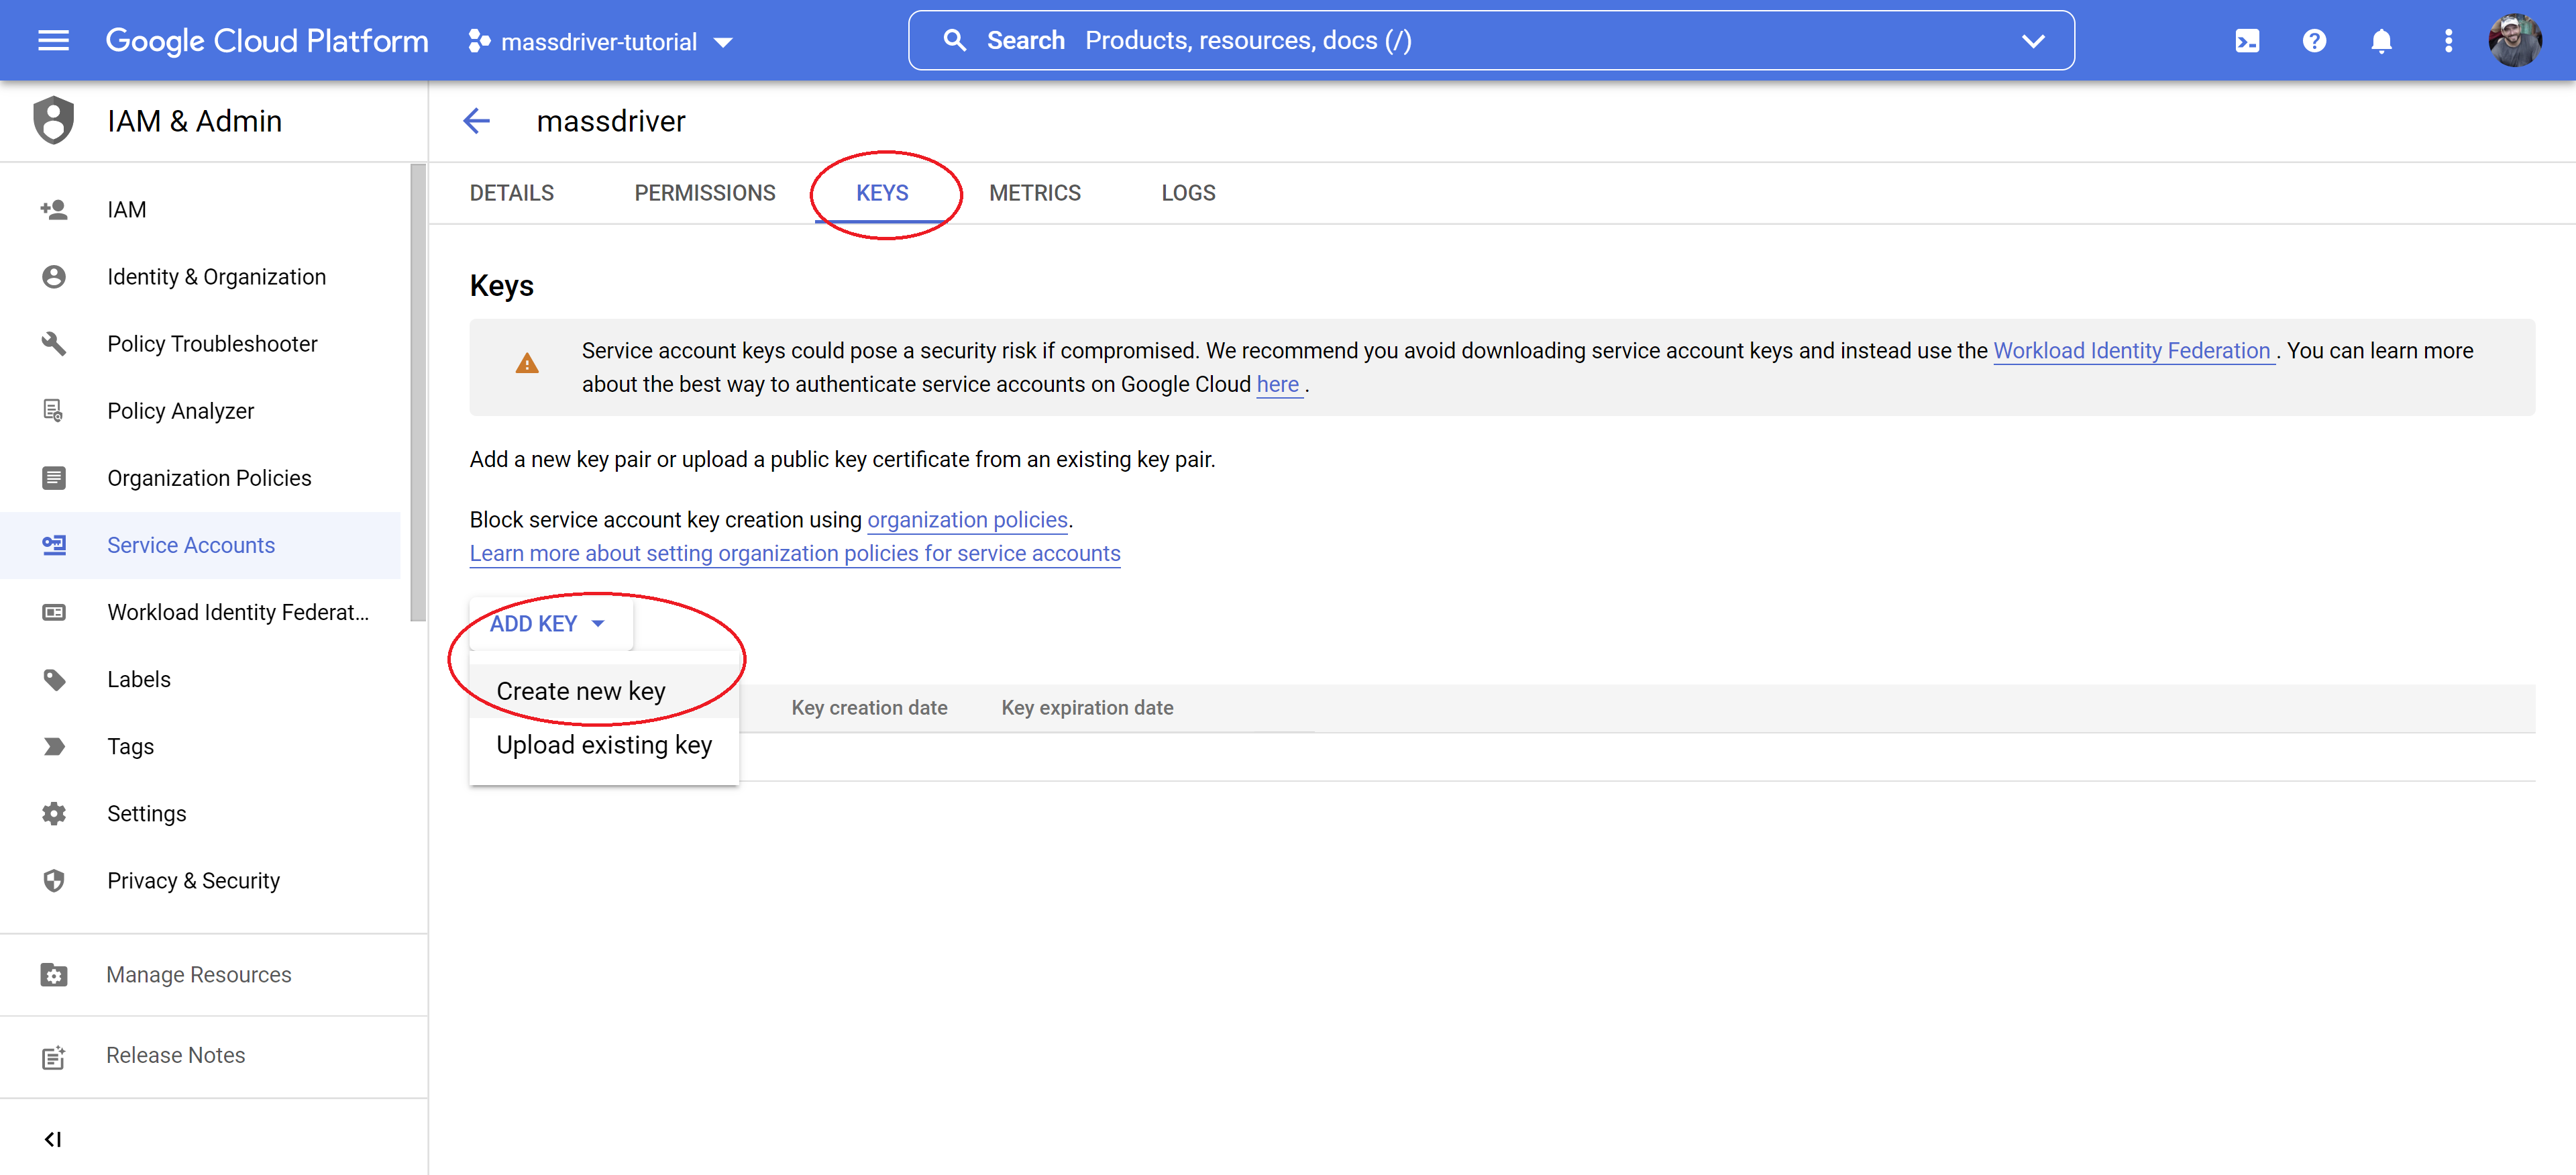 Google Cloud Platform
massdriver-tutorial
Search Products, resources, docs (/)
IAM & Admin
massdriver
DETAILS
PERMISSIONS
KEYS
METRICS
LOGS
IAM
Identity & Organization
Policy Troubleshooter
Policy Analyzer
Organization Policies
Service Accounts
Workload Identity Federat...
Labels
Tags
Settings
Privacy & Security
Manage Resources
Release Notes
Keys
Service account keys could pose a security risk if compromised. We recommend you avoid downloading service account keys and instead use the Workload Identity Federation . You can learn more
about the best way to authenticate service accounts on Google Cloud here .
Add a new key pair or upload a public key certificate from an existing key pair.
Block service account key creation using organization policies.
Learn more about setting organization policies for service accounts
ADD KEY
Create new key
Upload existing key
Key creation date
Key expiration date